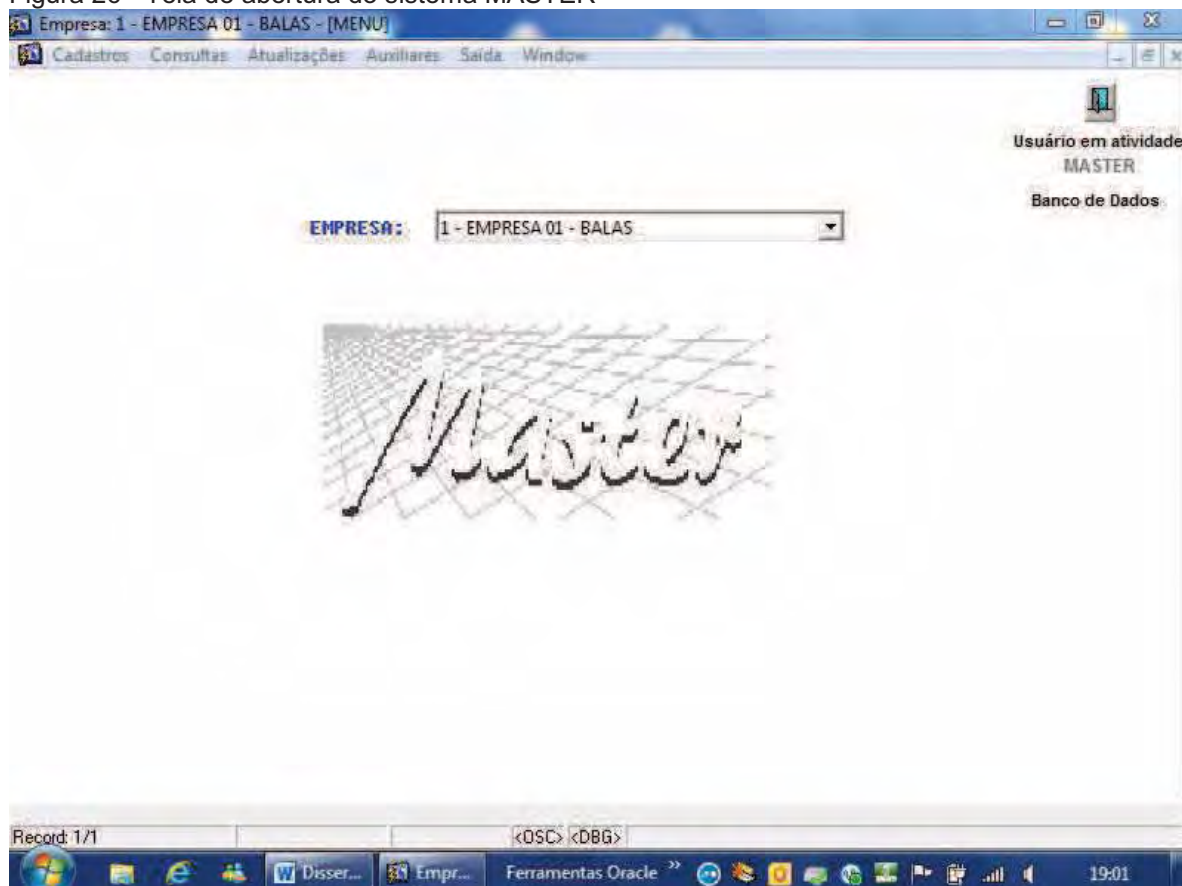 Figura 20 - Tela de abertura do sistema MASTER
Empresa: 1 - EMPRESA 01 - BALAS - [MENU]
Cadastros Consultas Atualizações Auxiliares Saída Window
Usuário em atividade
MASTER
Banco de Dados
EMPRESA: 1 - EMPRESA 01 - BALAS
Master
Record: 1/1 <OSC> <DBG>
Disser... Empr... Ferramentas Oracle » 19:01